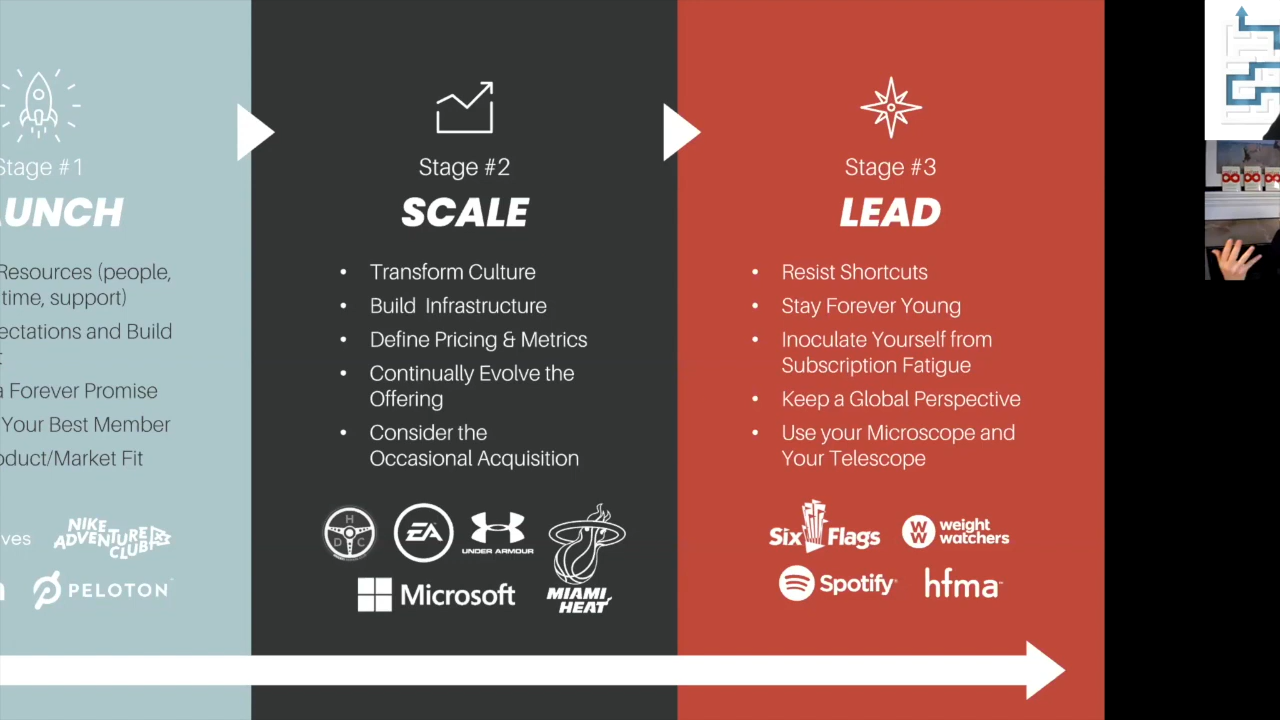 Stage #1
UNCH
Resources (people,
time, support)
ectations and Build
a Forever Promise
Your Best Member
duct/Market Fit
ves
NIKE
ADVENTURE
CLUB
PELOTON
Stage #2
SCALE
• Transform Culture
• Build Infrastructure
• Define Pricing & Metrics
• Continually Evolve the
Offering
• Consider the
Occasional Acquisition
H
D C
EA
UNDER ARMOUR
Microsoft
MIAMI
HEAT
Stage #3
LEAD
• Resist Shortcuts
• Stay Forever Young
• Inoculate Yourself from
Subscription Fatigue
• Keep a Global Perspective
• Use your Microscope and
Your Telescope
Six Flags
WW
weight
watchers
Spotify
hfma